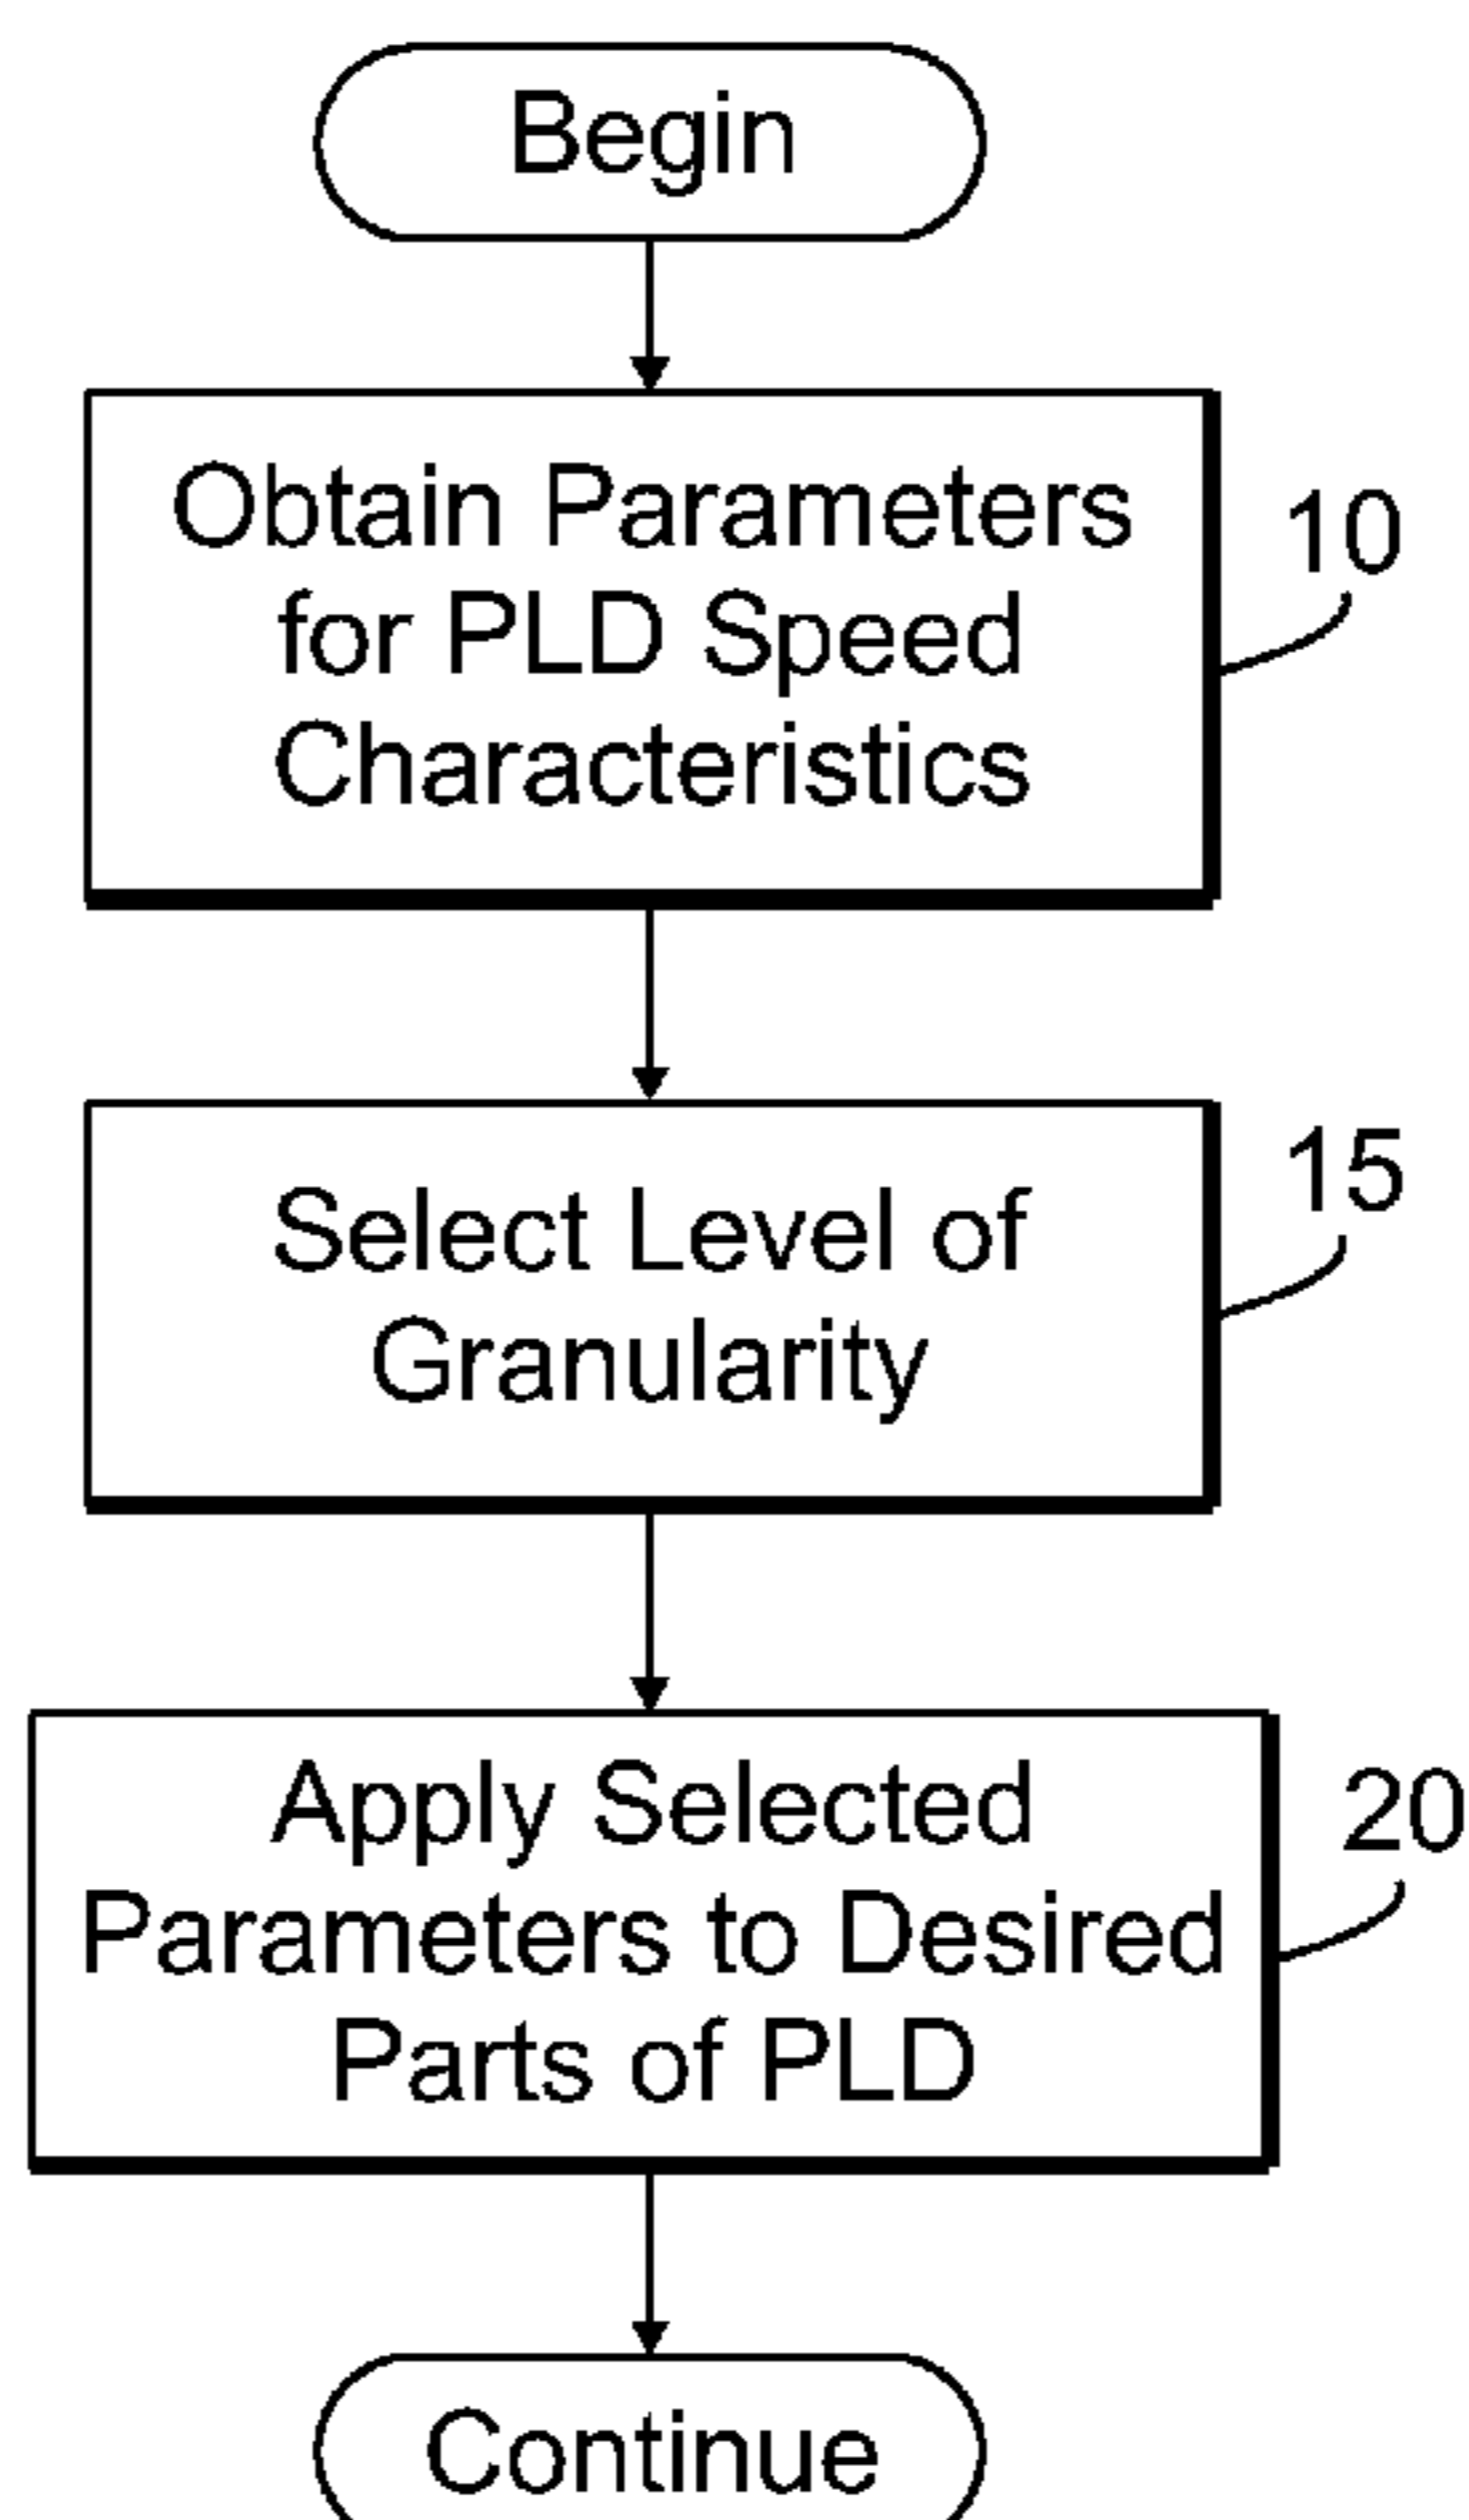 Begin
Obtain Parameters
for PLD Speed
Characteristics
10
Select Level of
Granularity
15
Apply Selected
Parameters to Desired
Parts of PLD
20
Continue